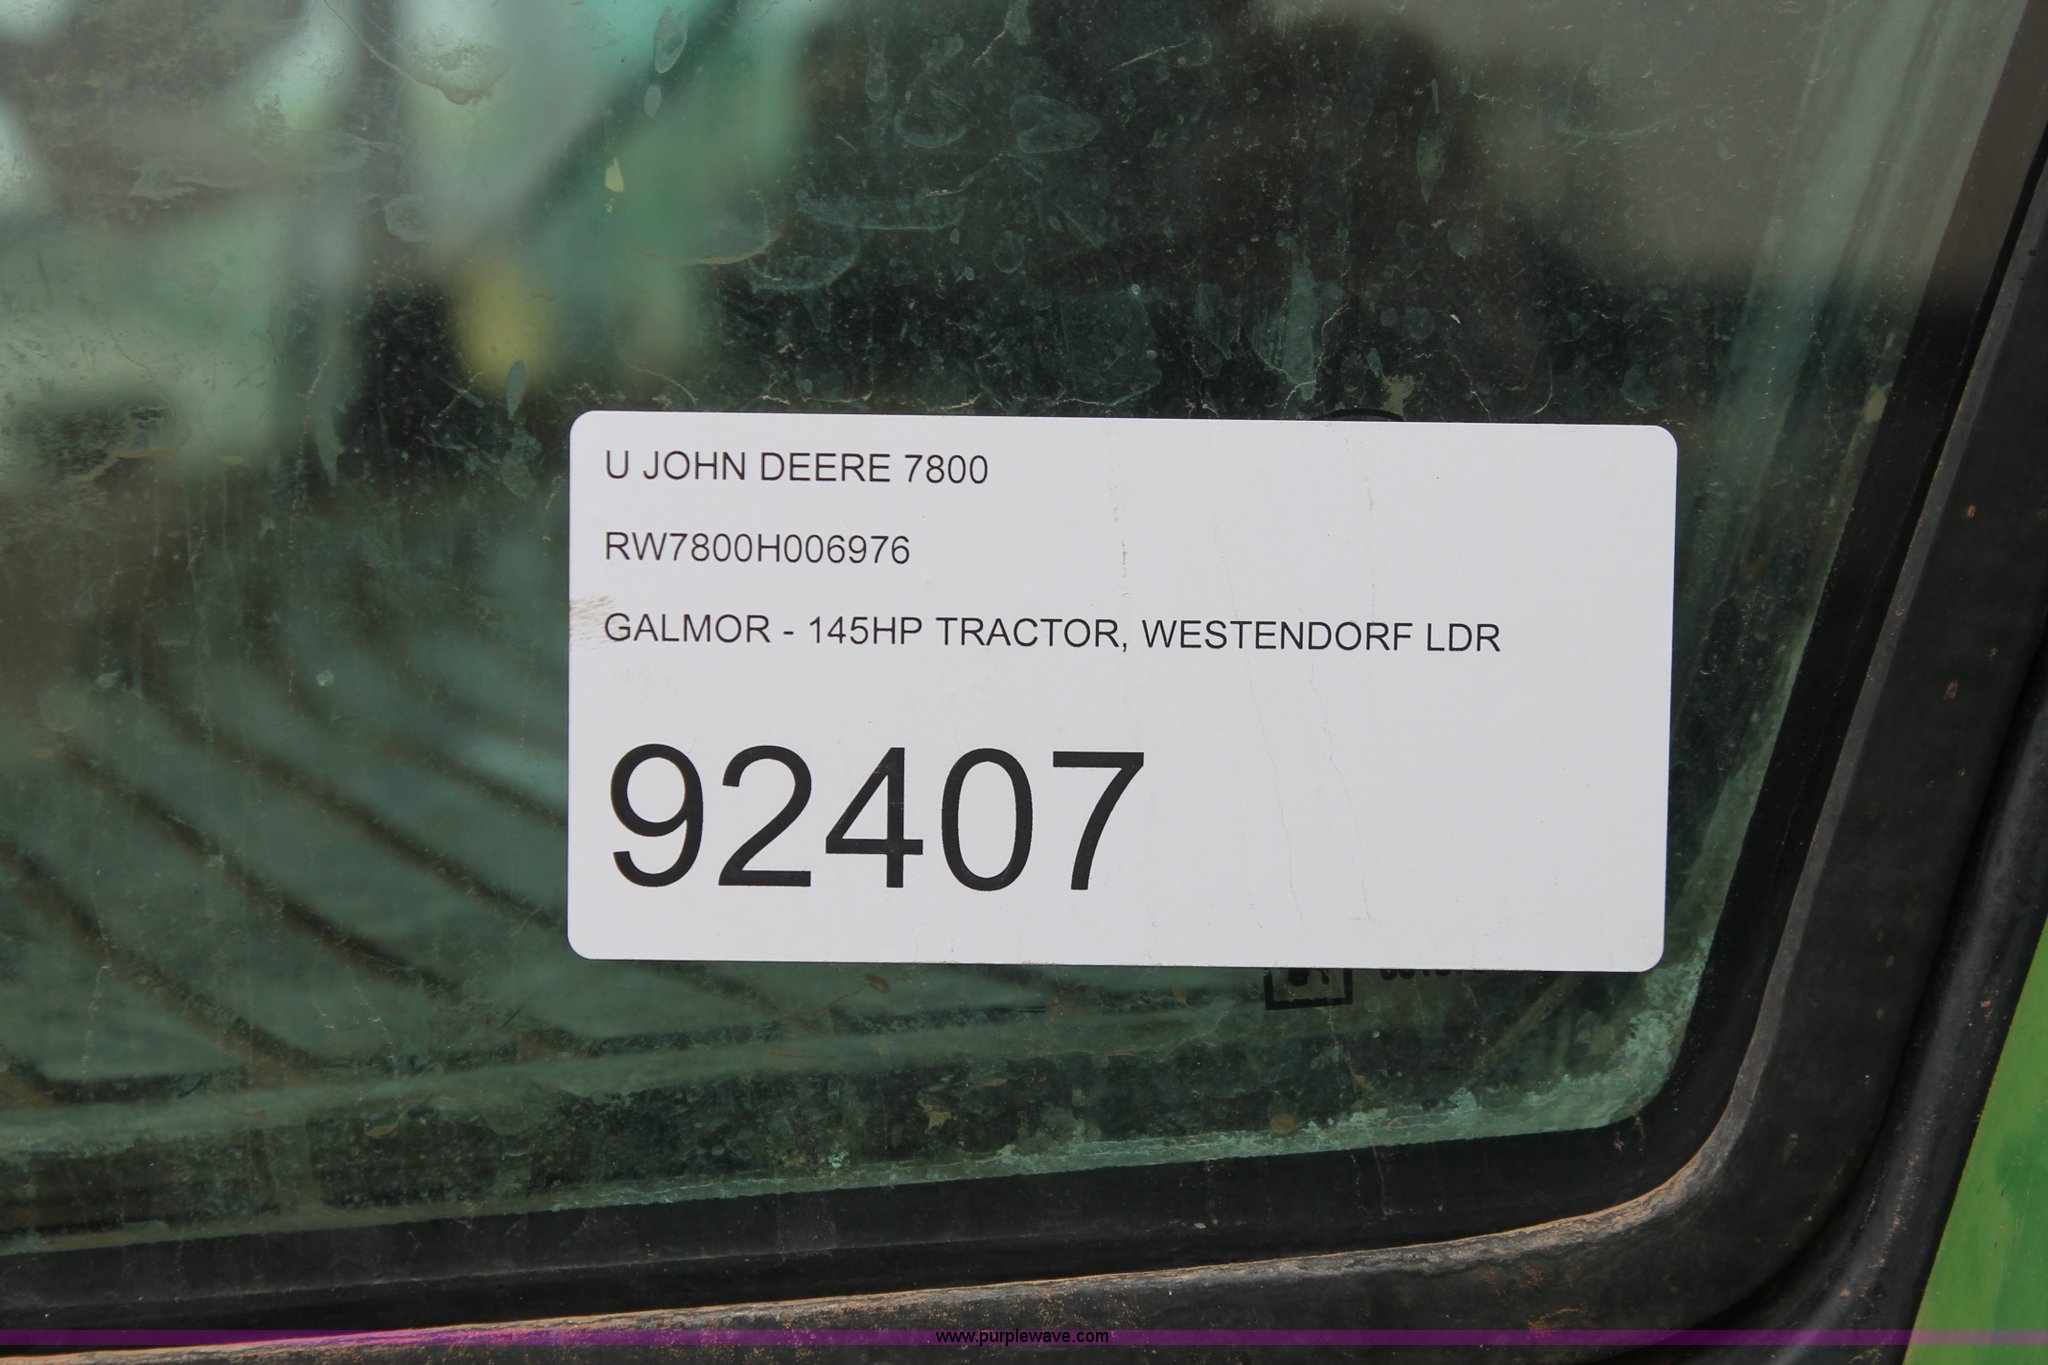 U JOHN DEERE 7800
RW7800H006976
GALMOR - 145HP TRACTOR, WESTENDORF LDR
92407
www.purplewave.com